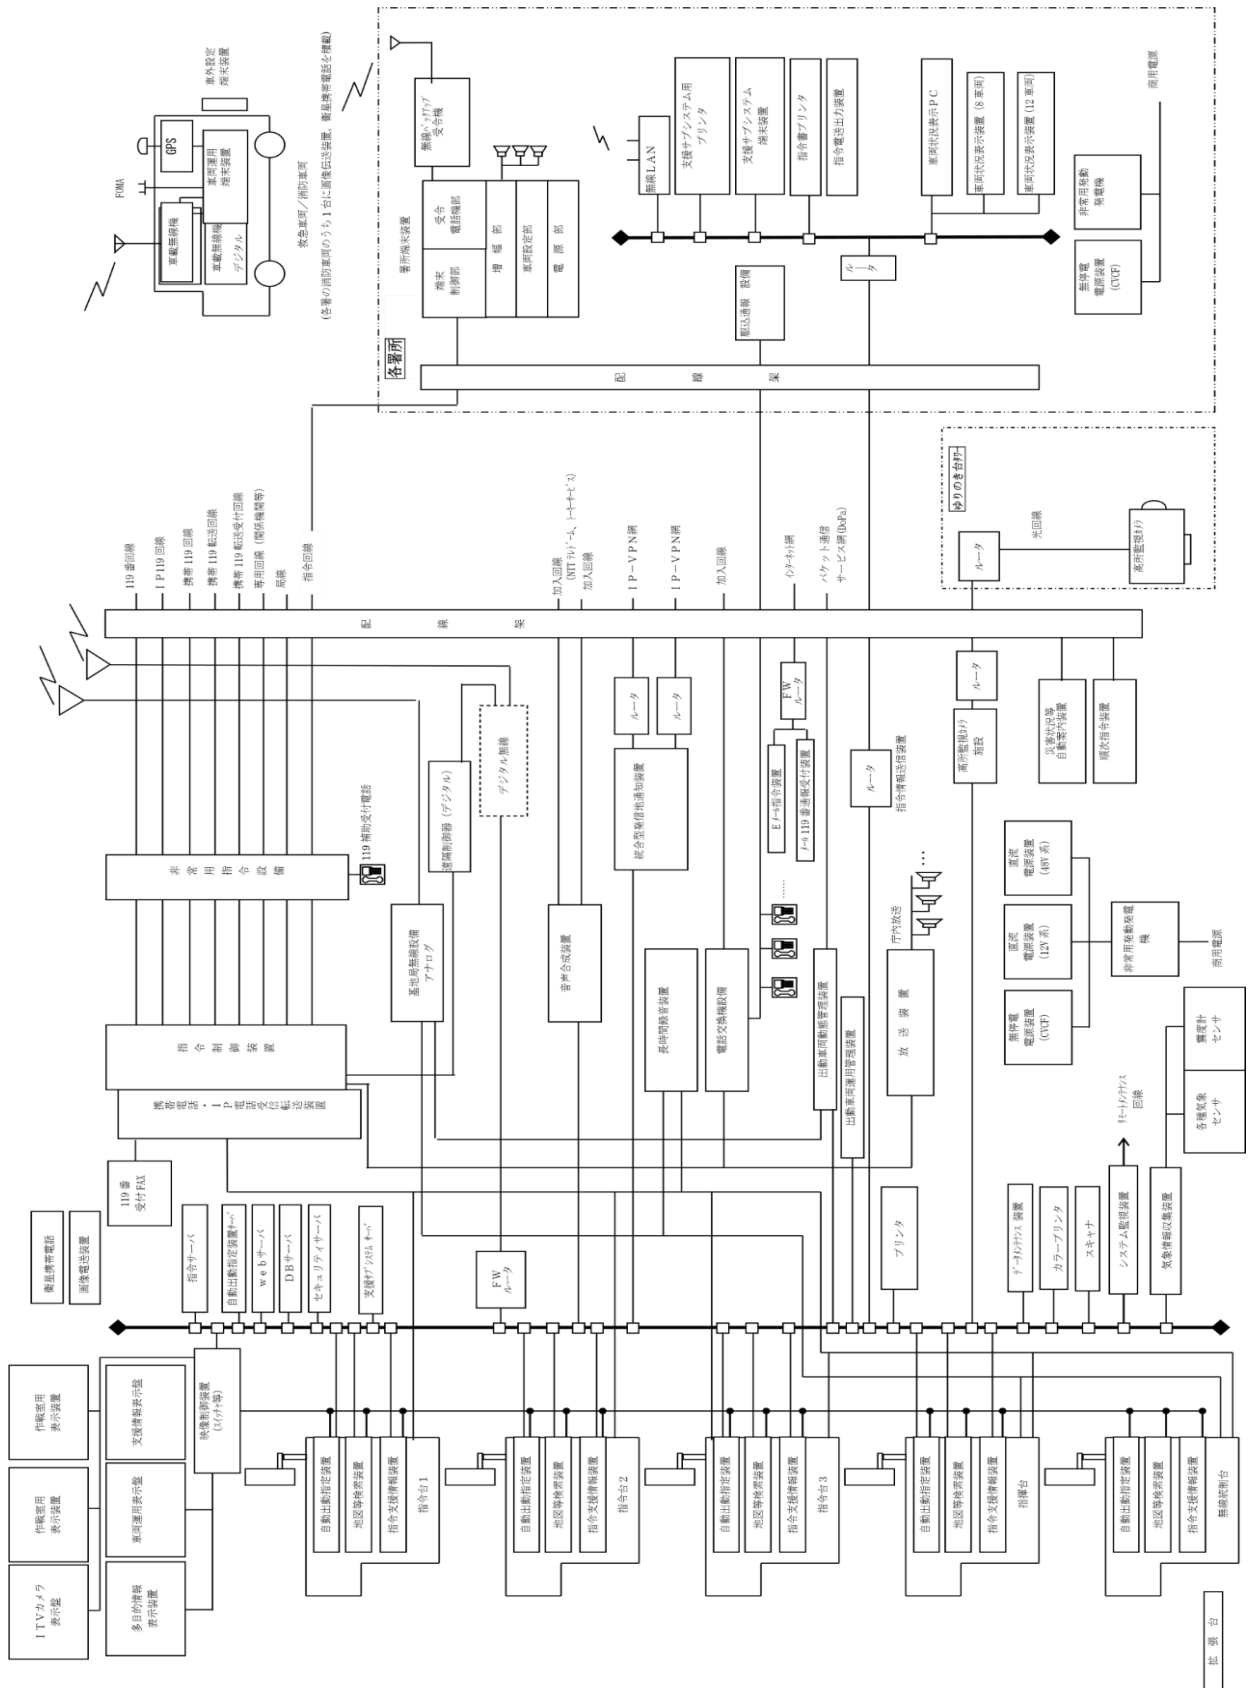 ITVカメラ
表示盤
作戦室用
表示装置
作戦室用
表示装置
多目的情報
表示装置
車両運用表示盤
支援情報表示盤
映像制御装置
(スイッチャ等)
衛星携帯電話
画像電送装置
119番
受付FAX
携帯電話・IP電話受信転送装置
指令制御装置
非常用指令設備
119補助受付電話
配線架
119番回線
IP119回線
携帯119回線
携帯119転送回線
携帯119転送受付回線
専用回線(関係機関等)
局線
指令回線
指令サーバ
自動出動指定装置サーバ
webサーバ
DBサーバ
セキュリティサーバ
支援サブシステムサーバ
FW
ルータ
基地局無線設備
アナログ
遠隔制御器(デジタル)
デジタル無線
音声合成装置
加入回線
(NTTテレドーム、トーキーサービス)
加入回線
統合型発信地通知装置
ルータ
ルータ
IP-VPN網
IP-VPN網
長時間録音装置
電話交換機設備
加入回線
……
Eメール指令装置
メール119番通報受付装置
FW
ルータ
インターネット網
出動車両動態管理装置
パケット通信
サービス網(DoPa)
出動車両運用管理装置
ルータ
指令情報送信装置
放送装置
庁内放送
…
プリンタ
高所監視カメラ
施設
ルータ
データメンテナンス装置
カラープリンタ
スキャナ
システム監視装置
リモートメンテナンス
回線
気象情報収集装置
各種気象
センサ
震度計
センサ
災害状況等
自動案内装置
順次指令装置
無停電
電源装置
(CVCF)
直流
電源装置
(12V系)
直流
電源装置
(48V系)
非常用発動発電
機
商用電源
自動出動指定装置
地図等検索装置
指令支援情報装置
指令台1
自動出動指定装置
地図等検索装置
指令支援情報装置
指令台2
自動出動指定装置
地図等検索装置
指令支援情報装置
指令台3
自動出動指定装置
地図等検索装置
指令支援情報装置
指揮台
自動出動指定装置
地図等検索装置
指令支援情報装置
無線統制台
拡張台
ゆりのき台タワー
ルータ
光回線
高所監視カメラ
FOMA
GPS
車載無線機
車載無線機
デジタル
車両運用
端末装置
車外設定
端末装置
救急車両/消防車両
(各署の消防車両のうち1台に画像伝送装置、衛星携帯電話を積載)
各署所
配線架
署所端末装置
端末
制御部
受令
電話機部
増幅部
車両設定部
電源部
無線バックアップ
受令機
駆込通報 設備
ルータ
無線LAN
支援サブシステム用
プリンタ
支援サブシステム
端末装置
指令書プリンタ
指令電送出力装置
車両状況表示PC
車両状況表示装置(8車両)
車両状況表示装置(12車両)
無停電
電源装置
(CVCF)
非常用発動
発電機
商用電源